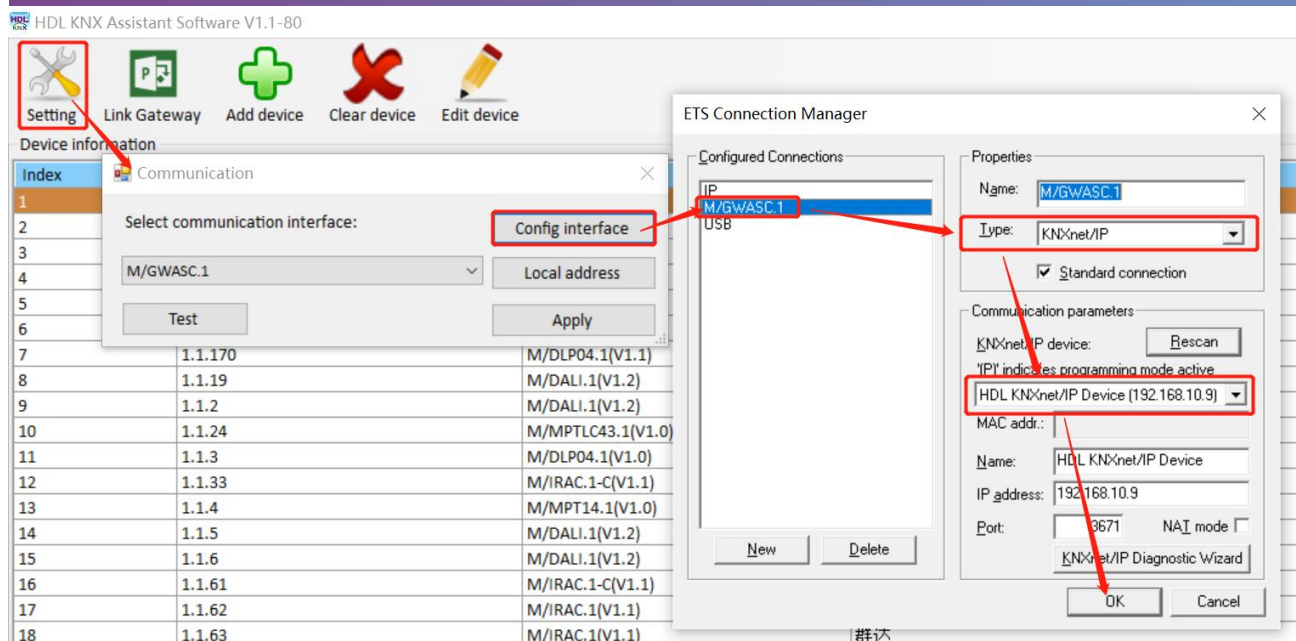 HDL KNX Assistant Software V1.1-80
Setting
Link Gateway
Add device
Clear device
Edit device
Device information
Index
1
2
3
4
5
6
7 1.1.170 M/DLP04.1(V1.1)
8 1.1.19 M/DALI.1(V1.2)
9 1.1.2 M/DALI.1(V1.2)
10 1.1.24 M/MPTLC43.1(V1.0)
11 1.1.3 M/DLP04.1(V1.0)
12 1.1.33 M/IRAC.1-C(V1.1)
13 1.1.4 M/MPT14.1(V1.0)
14 1.1.5 M/DALI.1(V1.2)
15 1.1.6 M/DALI.1(V1.2)
16 1.1.61 M/IRAC.1-C(V1.1)
17 1.1.62 M/IRAC.1(V1.1)
18 1.1.63 M/IRAC.1(V1.1) 群达
Communication
Select communication interface:
Config interface
M/GWASC.1
Local address
Test
Apply
ETS Connection Manager
Configured Connections
IP
M/GWASC.1
USB
New
Delete
Properties
Name: M/GWASC.1
Type: KNXnet/IP
Standard connection
Communication parameters
KNXnet/IP device:
Rescan
'(P)' indicates programming mode active
HDL KNXnet/IP Device (192.168.10.9)
MAC addr.:
Name: HDL KNXnet/IP Device
IP address: 192.168.10.9
Port: 3671 NAT mode
KNXnet/IP Diagnostic Wizard
OK
Cancel